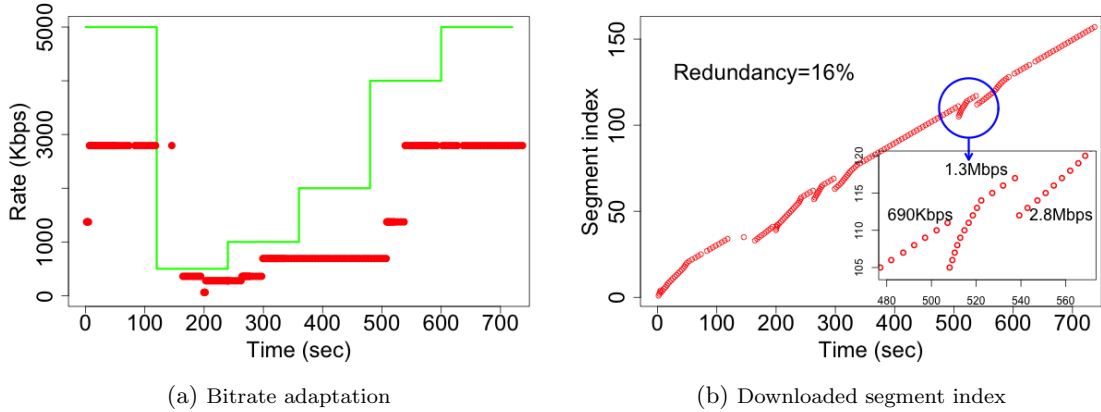 5000
3000
1000
0
Rate (Kbps)
0 100 200 300 400 500 600 700
Time (sec)
(a) Bitrate adaptation
150
100
50
0
Segment index
Redundancy=16%
120
115
110
105
1.3Mbps
690Kbps
2.8Mbps
480 500 520 540 560
0 100 200 300 400 500 600 700
Time (sec)
(b) Downloaded segment index